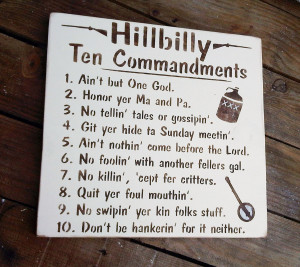 Hillbilly
Ten Commandments
1. Ain't but One God.
2. Honor yer Ma and Pa.
3. No tellin' tales or gossipin'.
4. Git yer hide ta Sunday meetin'.
5. Ain't nothin' come before the Lord.
6. No foolin' with another fellers gal.
7. No killin', 'cept fer critters.
8. Quit yer foul mouthin'.
9. No swipin' yer kin folks stuff.
10. Don't be hankerin' for it neither.
XXX